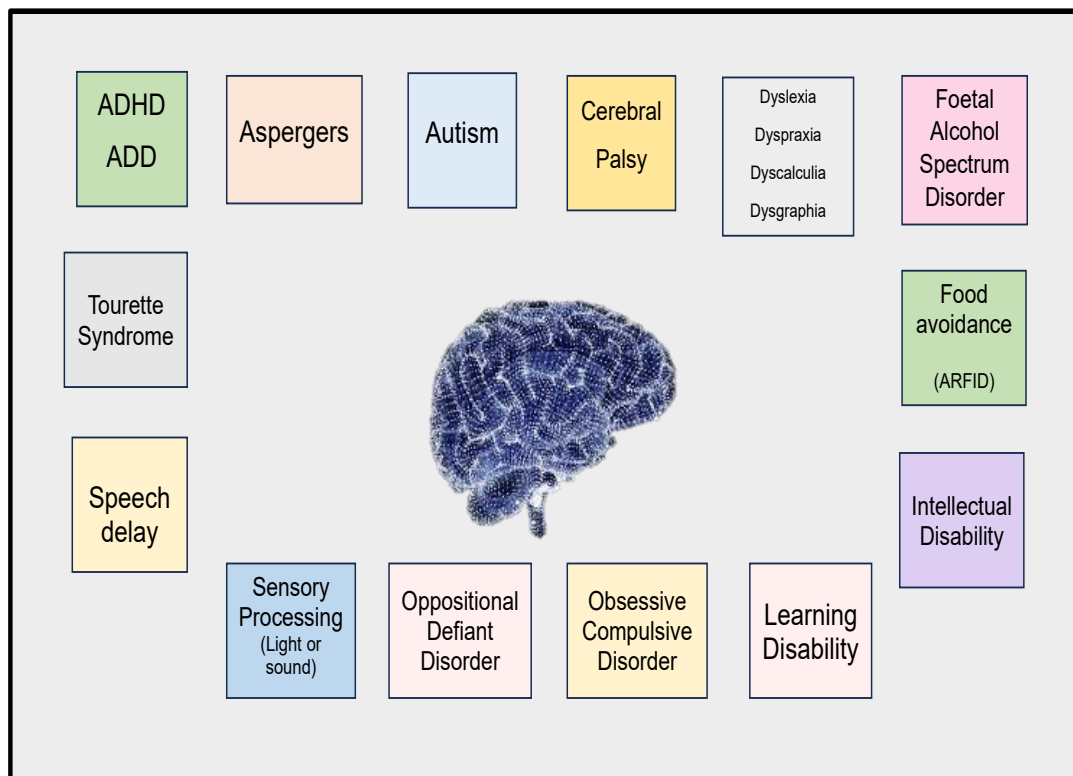 ADHD
ADD
Aspergers
Autism
Cerebral
Palsy
Dyslexia
Dyspraxia
Dyscalculia
Dysgraphia
Foetal
Alcohol
Spectrum
Disorder
Tourette
Syndrome
Food
avoidance
(ARFID)
Speech
delay
Intellectual
Disability
Sensory
Processing
(Light or
sound)
Oppositional
Defiant
Disorder
Obsessive
Compulsive
Disorder
Learning
Disability